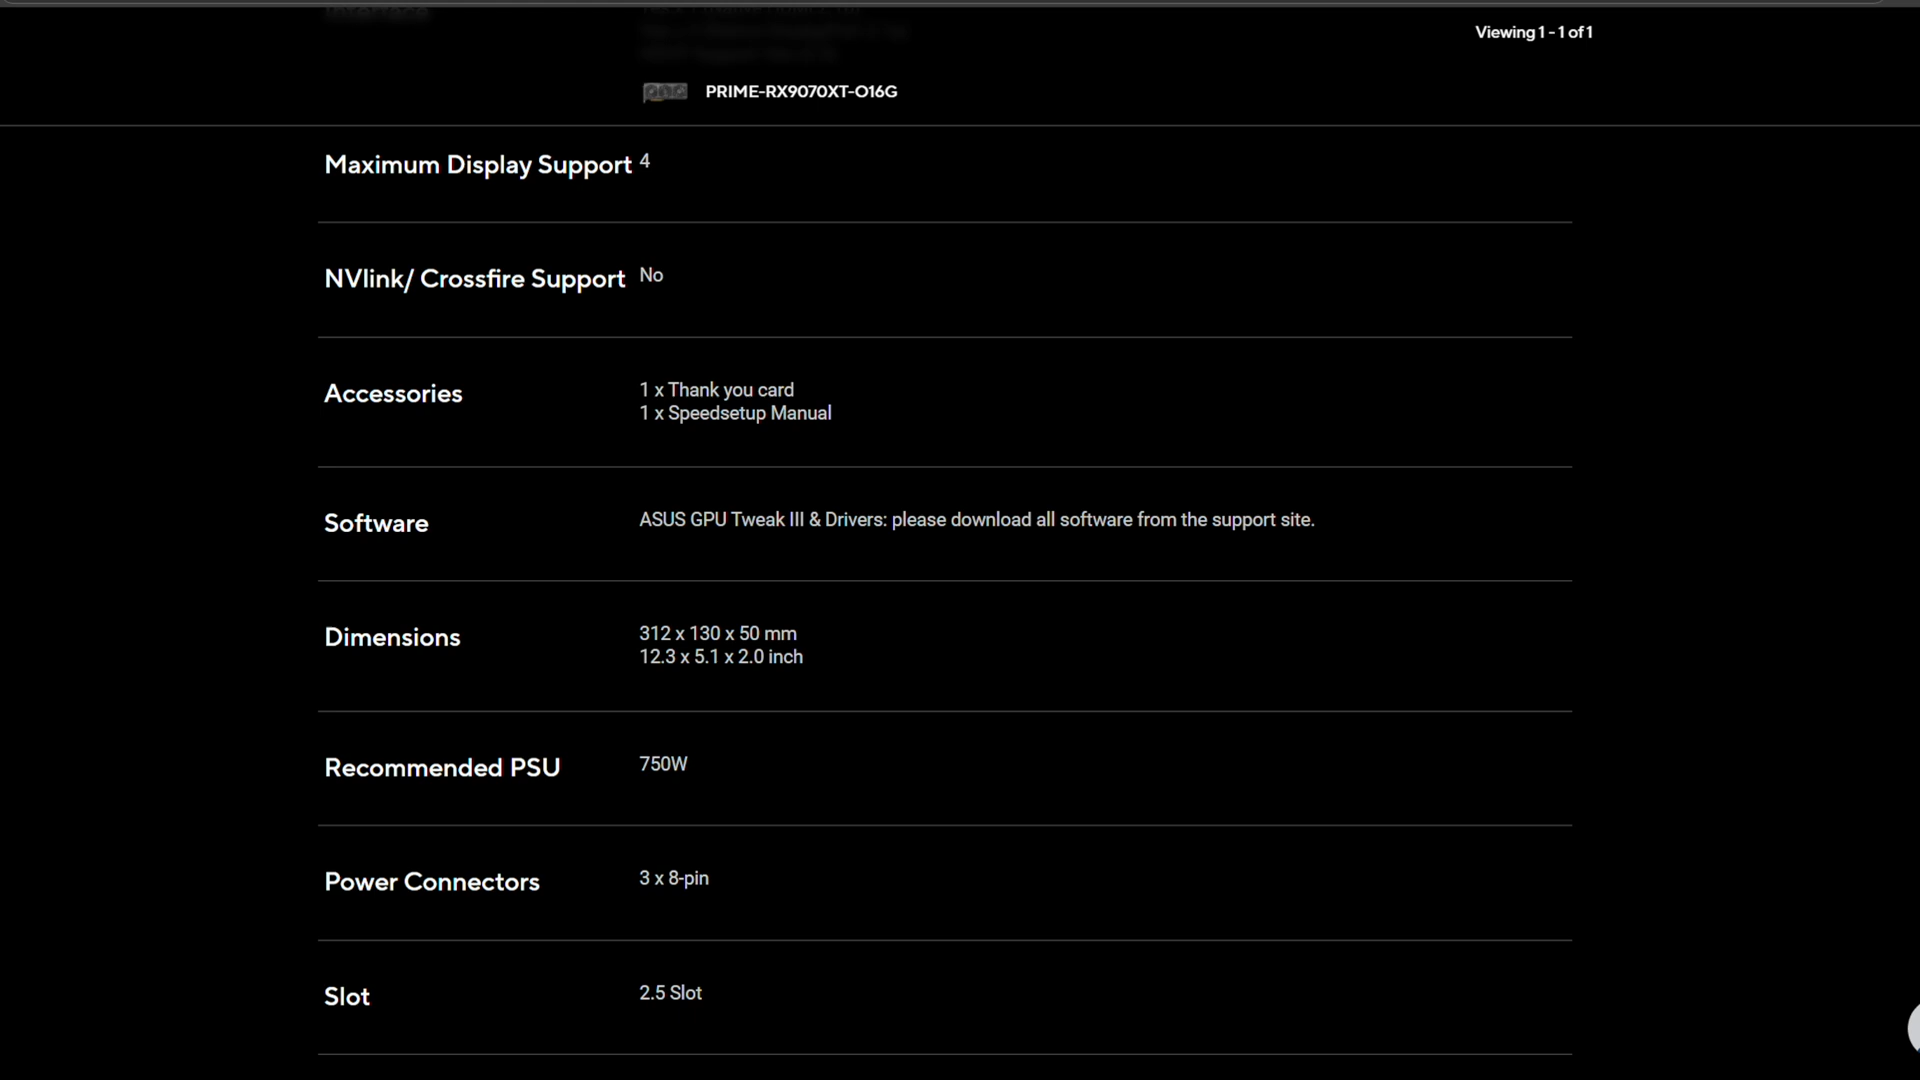 Interface
Viewing 1 - 1 of 1
PRIME-RX9070XT-O16G
Maximum Display Support 4
NVlink/ Crossfire Support No
Accessories
1 x Thank you card
1 x Speedsetup Manual
Software
ASUS GPU Tweak III & Drivers: please download all software from the support site.
Dimensions
312 x 130 x 50 mm
12.3 x 5.1 x 2.0 inch
Recommended PSU
750W
Power Connectors
3 x 8-pin
Slot
2.5 Slot